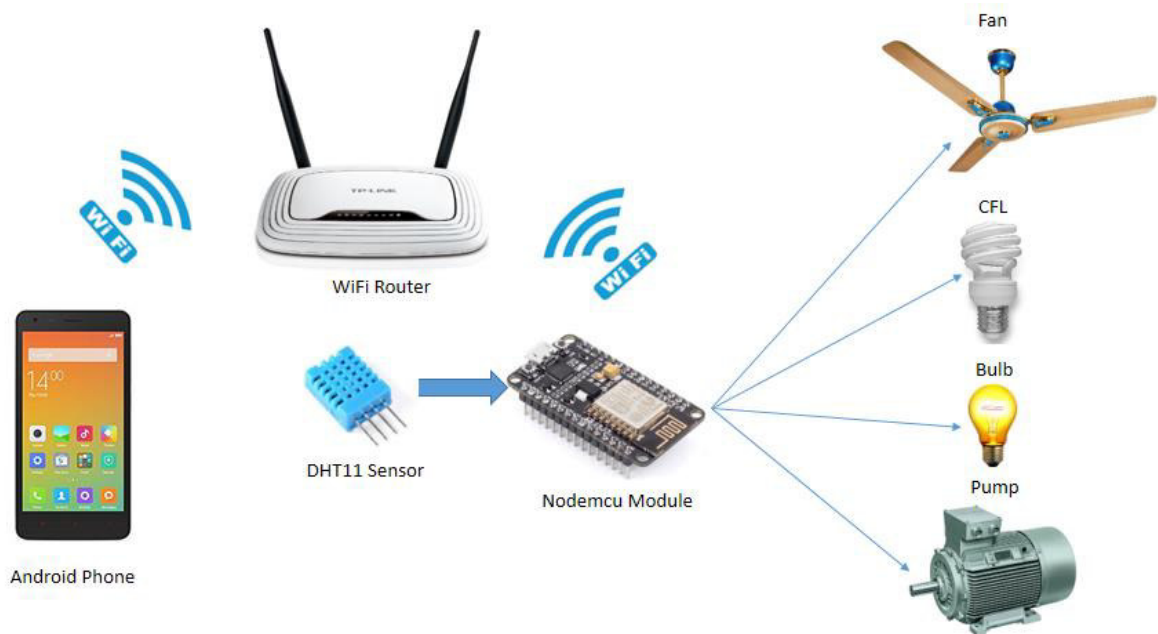 Fan
TP-LINK
Wi Fi
Wi Fi
WiFi Router
CFL
14:00
Bulb
DHT11 Sensor
Nodemcu Module
Pump
Android Phone